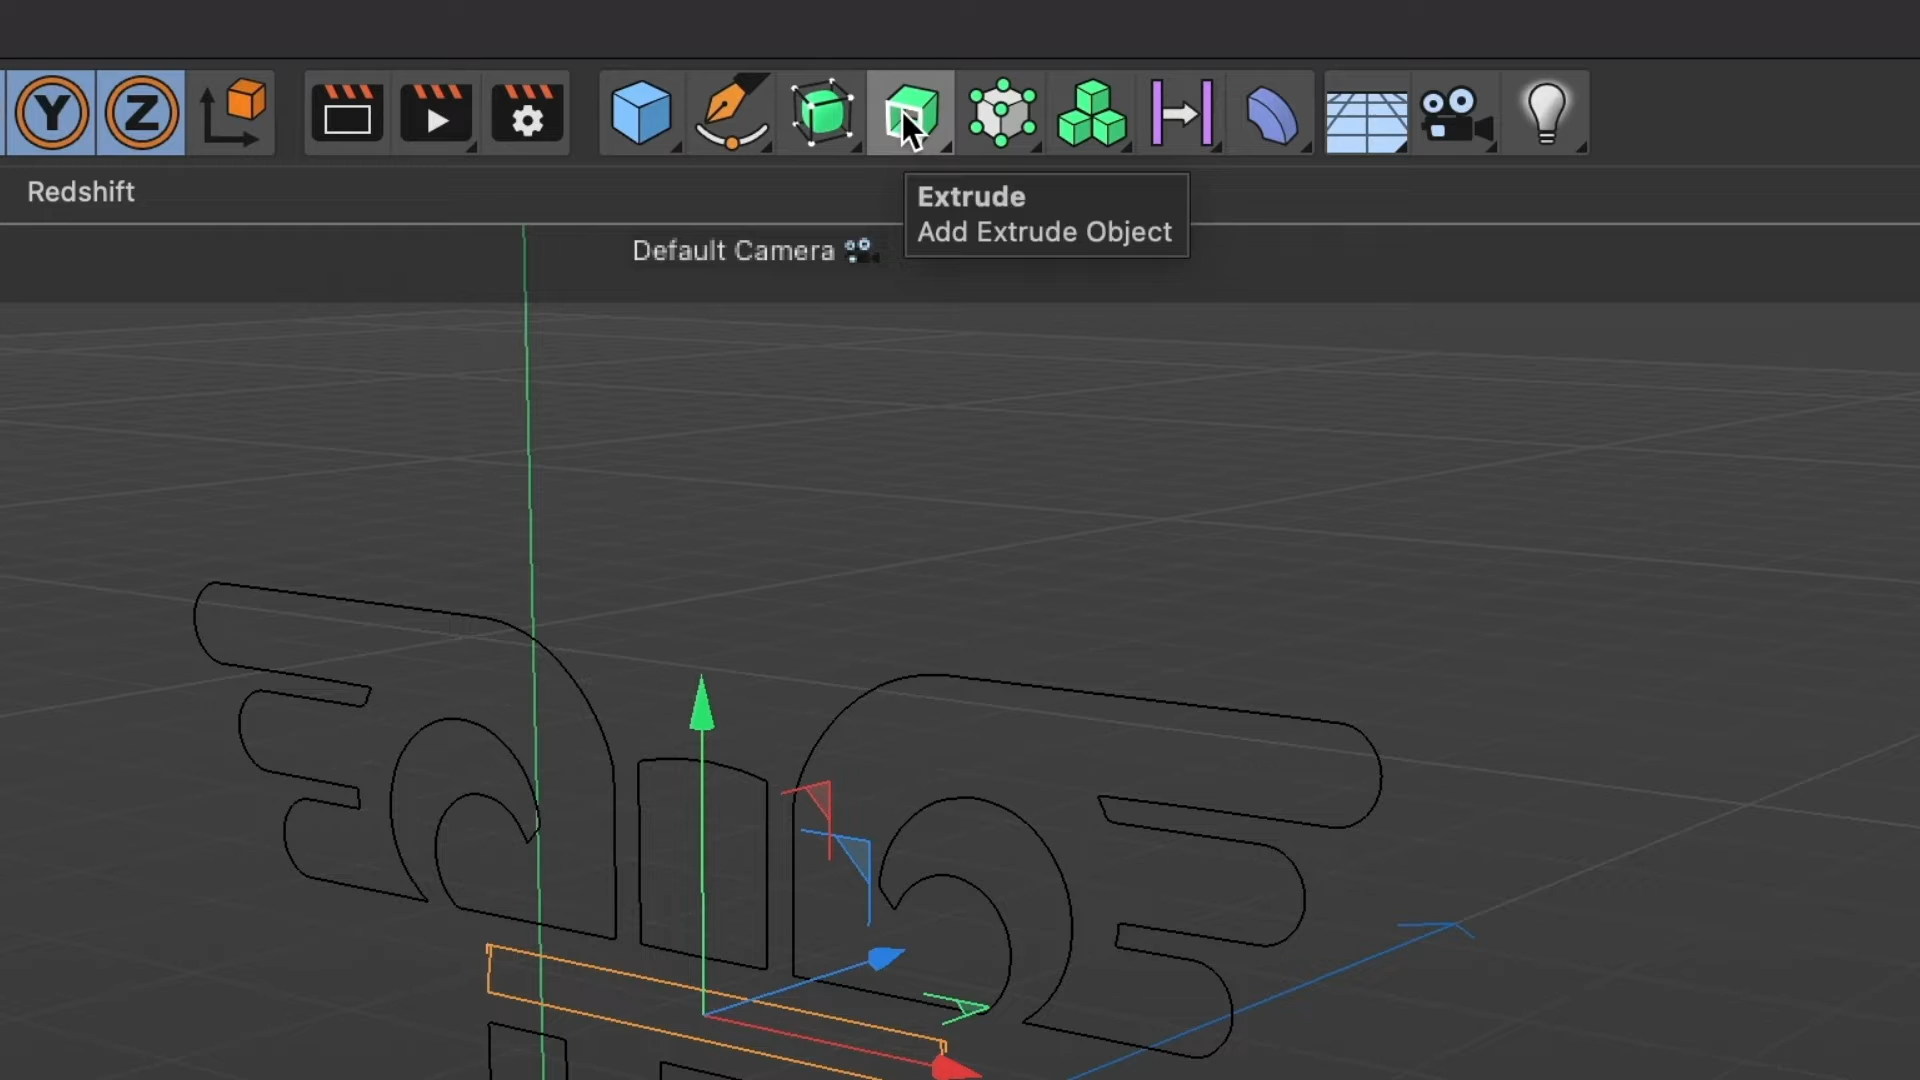 Y Z
Redshift
Extrude
Add Extrude Object
Default Camera